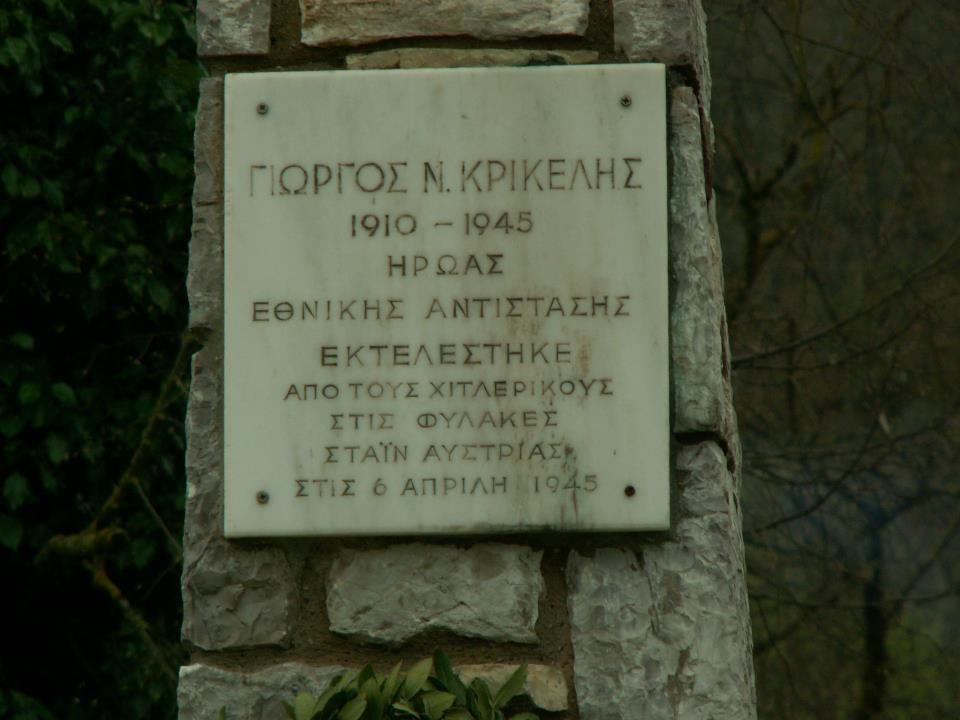 ΓΙΩΡΓΟΣ Ν. ΚΡΙΚΕΛΗΣ
1910 - 1945
ΗΡΩΑΣ
ΕΘΝΙΚΗΣ ΑΝΤΙΣΤΑΣΗΣ
ΕΚΤΕΛΕΣΤΗΚΕ
ΑΠΟ ΤΟΥΣ ΧΙΤΛΕΡΙΚΟΥΣ
ΣΤΙΣ ΦΥΛΑΚΕΣ
ΣΤΑΪΝ ΑΥΣΤΡΙΑΣ
ΣΤΙΣ 6 ΑΠΡΙΛΗ 1945